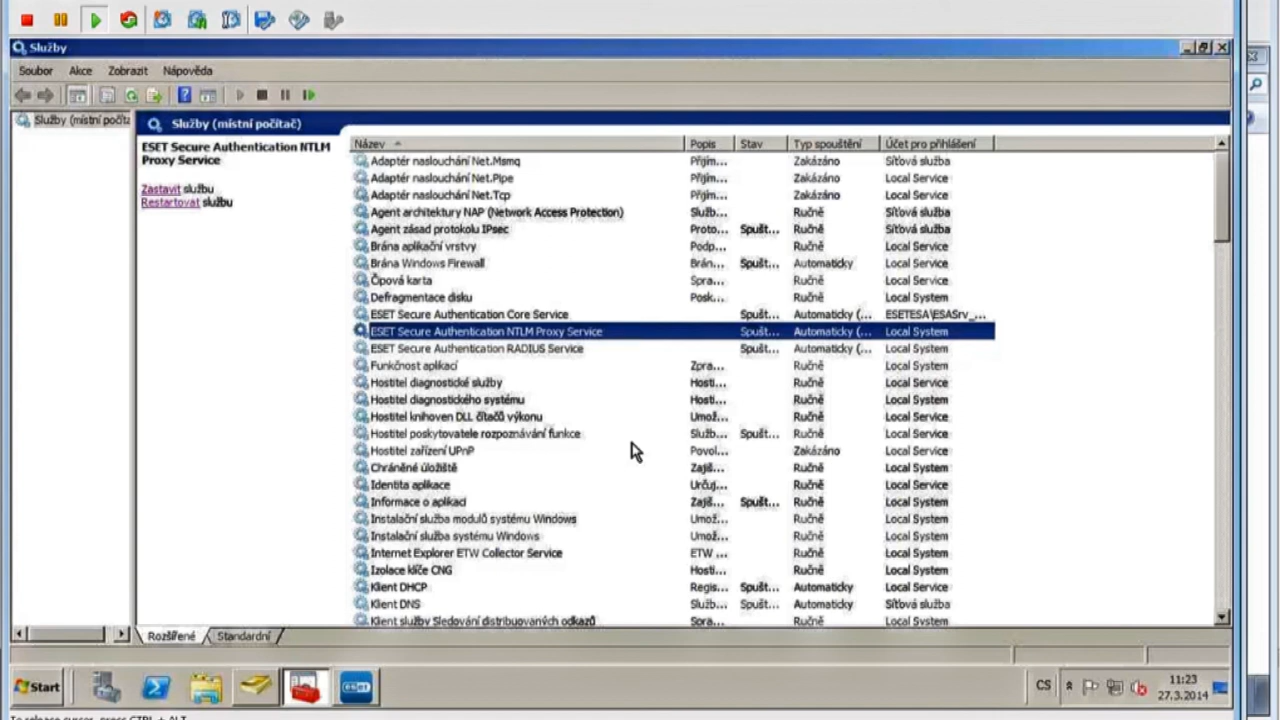 Služby
Soubor Akce Zobrazit Nápověda
Služby (místní počíta
Služby (místní počítač)
ESET Secure Authentication NTLM
Proxy Service
Zastavit službu
Restartovat službu
Název Popis Stav Typ spouštění Účet pro přihlášení
Adaptér naslouchání Net.Msmq Přijím... Zakázáno Síťová služba
Adaptér naslouchání Net.Pipe Přijím... Zakázáno Local Service
Adaptér naslouchání Net.Tcp Přijím... Zakázáno Local Service
Agent architektury NAP (Network Access Protection) Služb... Ručně Síťová služba
Agent zásad protokolu IPsec Proto... Spušt... Ručně Síťová služba
Brána aplikační vrstvy Podp... Ručně Local Service
Brána Windows Firewall Brán... Spušt... Automaticky Local Service
Čipová karta Spra... Ručně Local Service
Defragmentace disku Posk... Ručně Local System
ESET Secure Authentication Core Service Spušt... Automaticky (... ESETESA\ESASrv_...
ESET Secure Authentication NTLM Proxy Service Spušt... Automaticky (... Local System
ESET Secure Authentication RADIUS Service Spušt... Automaticky (... Local System
Funkčnost aplikací Zpra... Ručně Local System
Hostitel diagnostické služby Hosti... Ručně Local Service
Hostitel diagnostického systému Hosti... Ručně Local System
Hostitel knihoven DLL čítačů výkonu Umož... Ručně Local Service
Hostitel poskytovatele rozpoznávání funkce Služb... Spušt... Ručně Local Service
Hostitel zařízení UPnP Povol... Zakázáno Local Service
Chráněné úložiště Zajiš... Ručně Local System
Identita aplikace Určuj... Ručně Local Service
Informace o aplikaci Zajiš... Spušt... Ručně Local System
Instalační služba modulů systému Windows Umož... Ručně Local System
Instalační služba systému Windows Umož... Ručně Local System
Internet Explorer ETW Collector Service ETW ... Ručně Local System
Izolace klíče CNG Hosti... Ručně Local System
Klient DHCP Regis... Spušt... Automaticky Local Service
Klient DNS Služb... Spušt... Automaticky Síťová služba
Klient služby Sledování distribuovaných odkazů Spra... Ručně Local System
Rozšířené Standardní
Start
eset
CS
11:23
27.3.2014
To release cursor, press CTRL + ALT